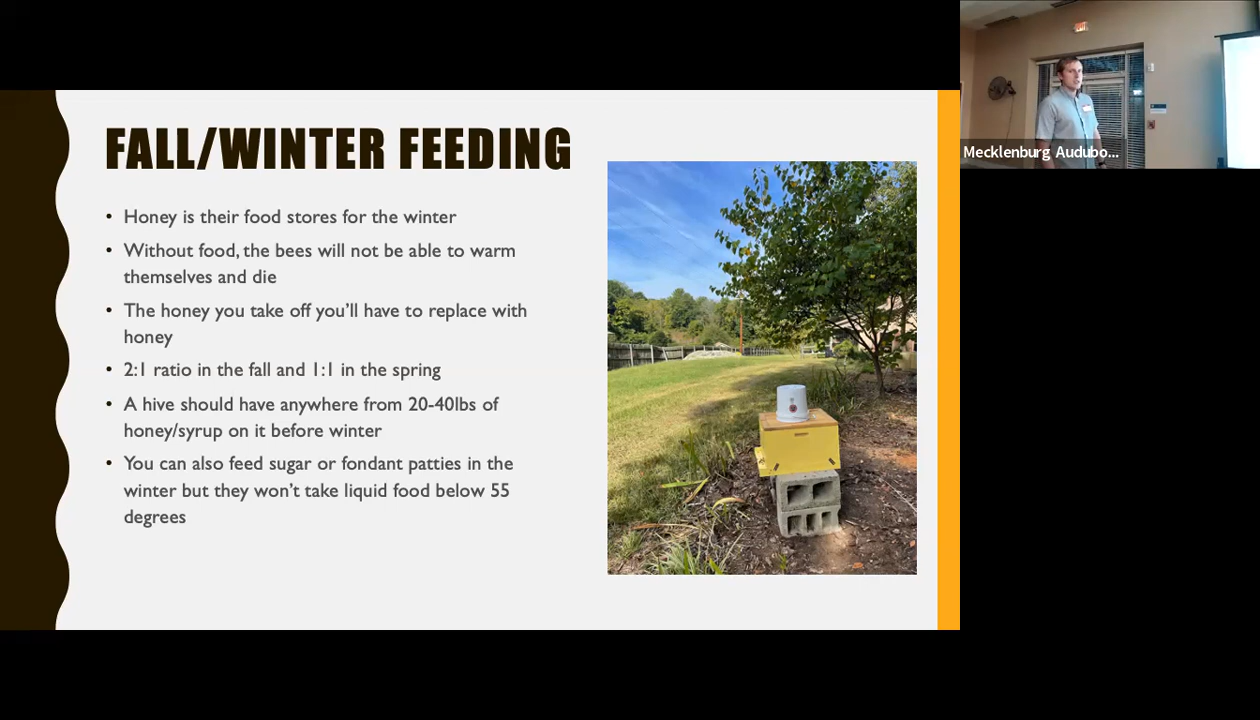 FALL/WINTER FEEDING
• Honey is their food stores for the winter
• Without food, the bees will not be able to warm
themselves and die
• The honey you take off you'll have to replace with
honey
• 2:1 ratio in the fall and 1:1 in the spring
• A hive should have anywhere from 20-40lbs of
honey/syrup on it before winter
• You can also feed sugar or fondant patties in the
winter but they won't take liquid food below 55
degrees
Mecklenburg Audubo...